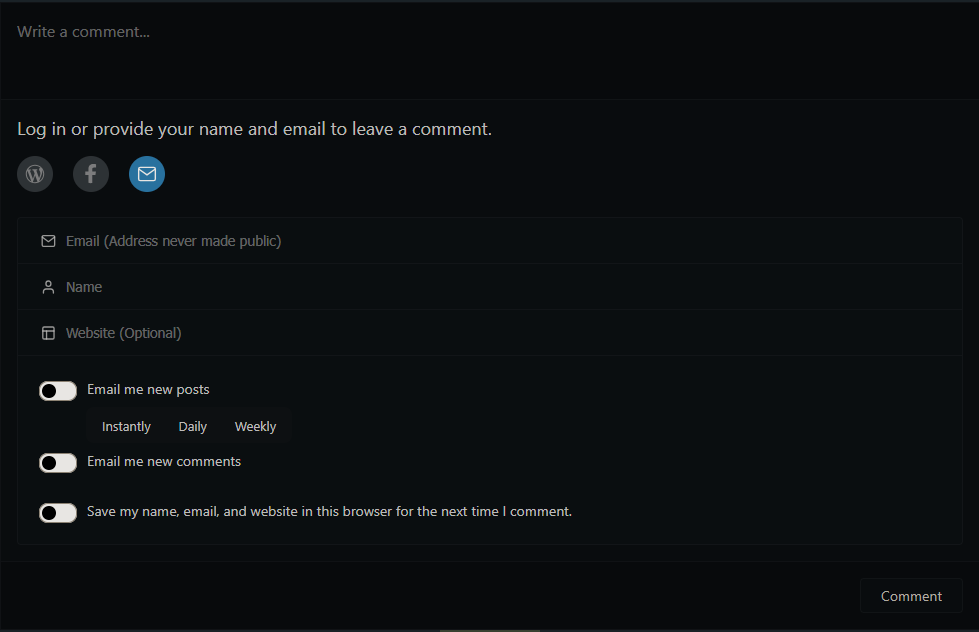 Write a comment...
Log in or provide your name and email to leave a comment.
Email (Address never made public)
Name
Website (Optional)
Email me new posts
Instantly Daily Weekly
Email me new comments
Save my name, email, and website in this browser for the next time I comment.
Comment